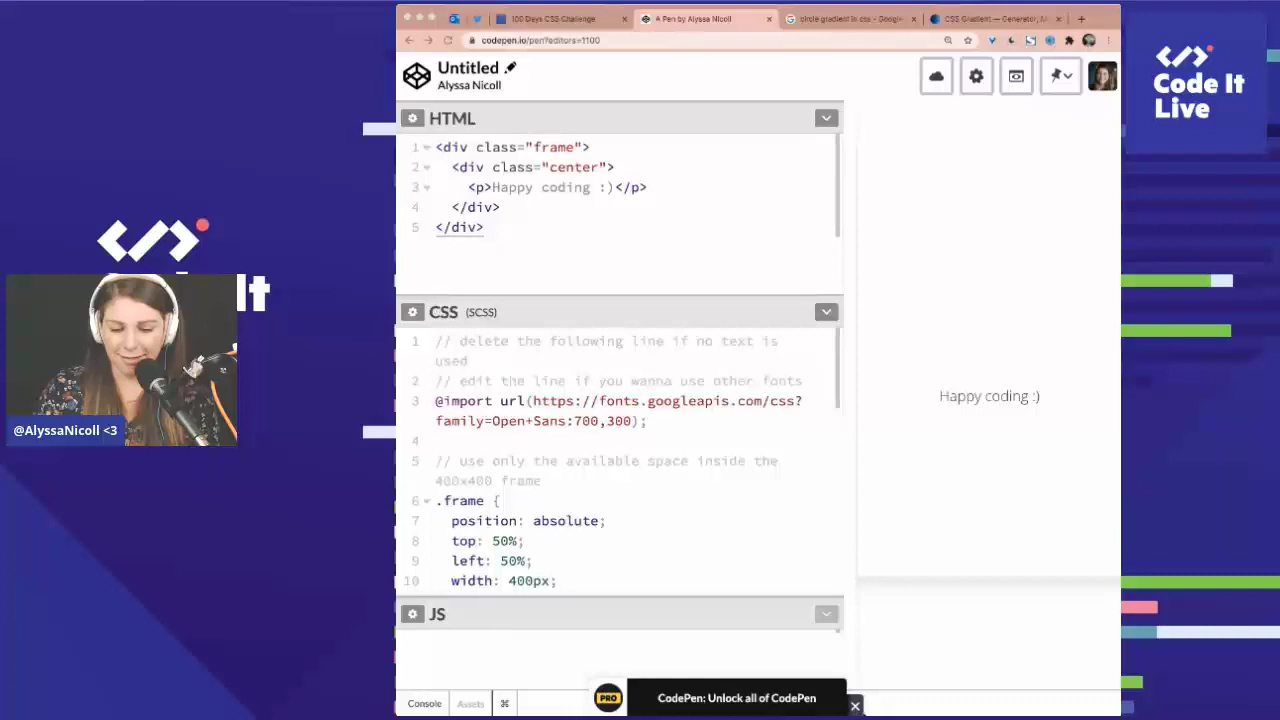 100 Days CSS Challenge
A Pen by Alyssa Nicoll
circle gradient in css - Google
CSS Gradient — Generator, M
codepen.io/pen?editors=1100
Untitled
Alyssa Nicoll
Code It
Live
HTML
1 <div class="frame">
2 <div class="center">
3 <p>Happy coding :)</p>
4 </div>
5 </div>
It
@AlyssaNicoll <3
CSS (SCSS)
1 // delete the following line if no text is
used
2 // edit the line if you wanna use other fonts
3 @import url(https://fonts.googleapis.com/css?
family=Open+Sans:700,300);
4
5 // use only the available space inside the
400x400 frame
6 .frame {
7 position: absolute;
8 top: 50%;
9 left: 50%;
10 width: 400px;
Happy coding :)
JS
Console
Assets
⌘
PRO
CodePen: Unlock all of CodePen